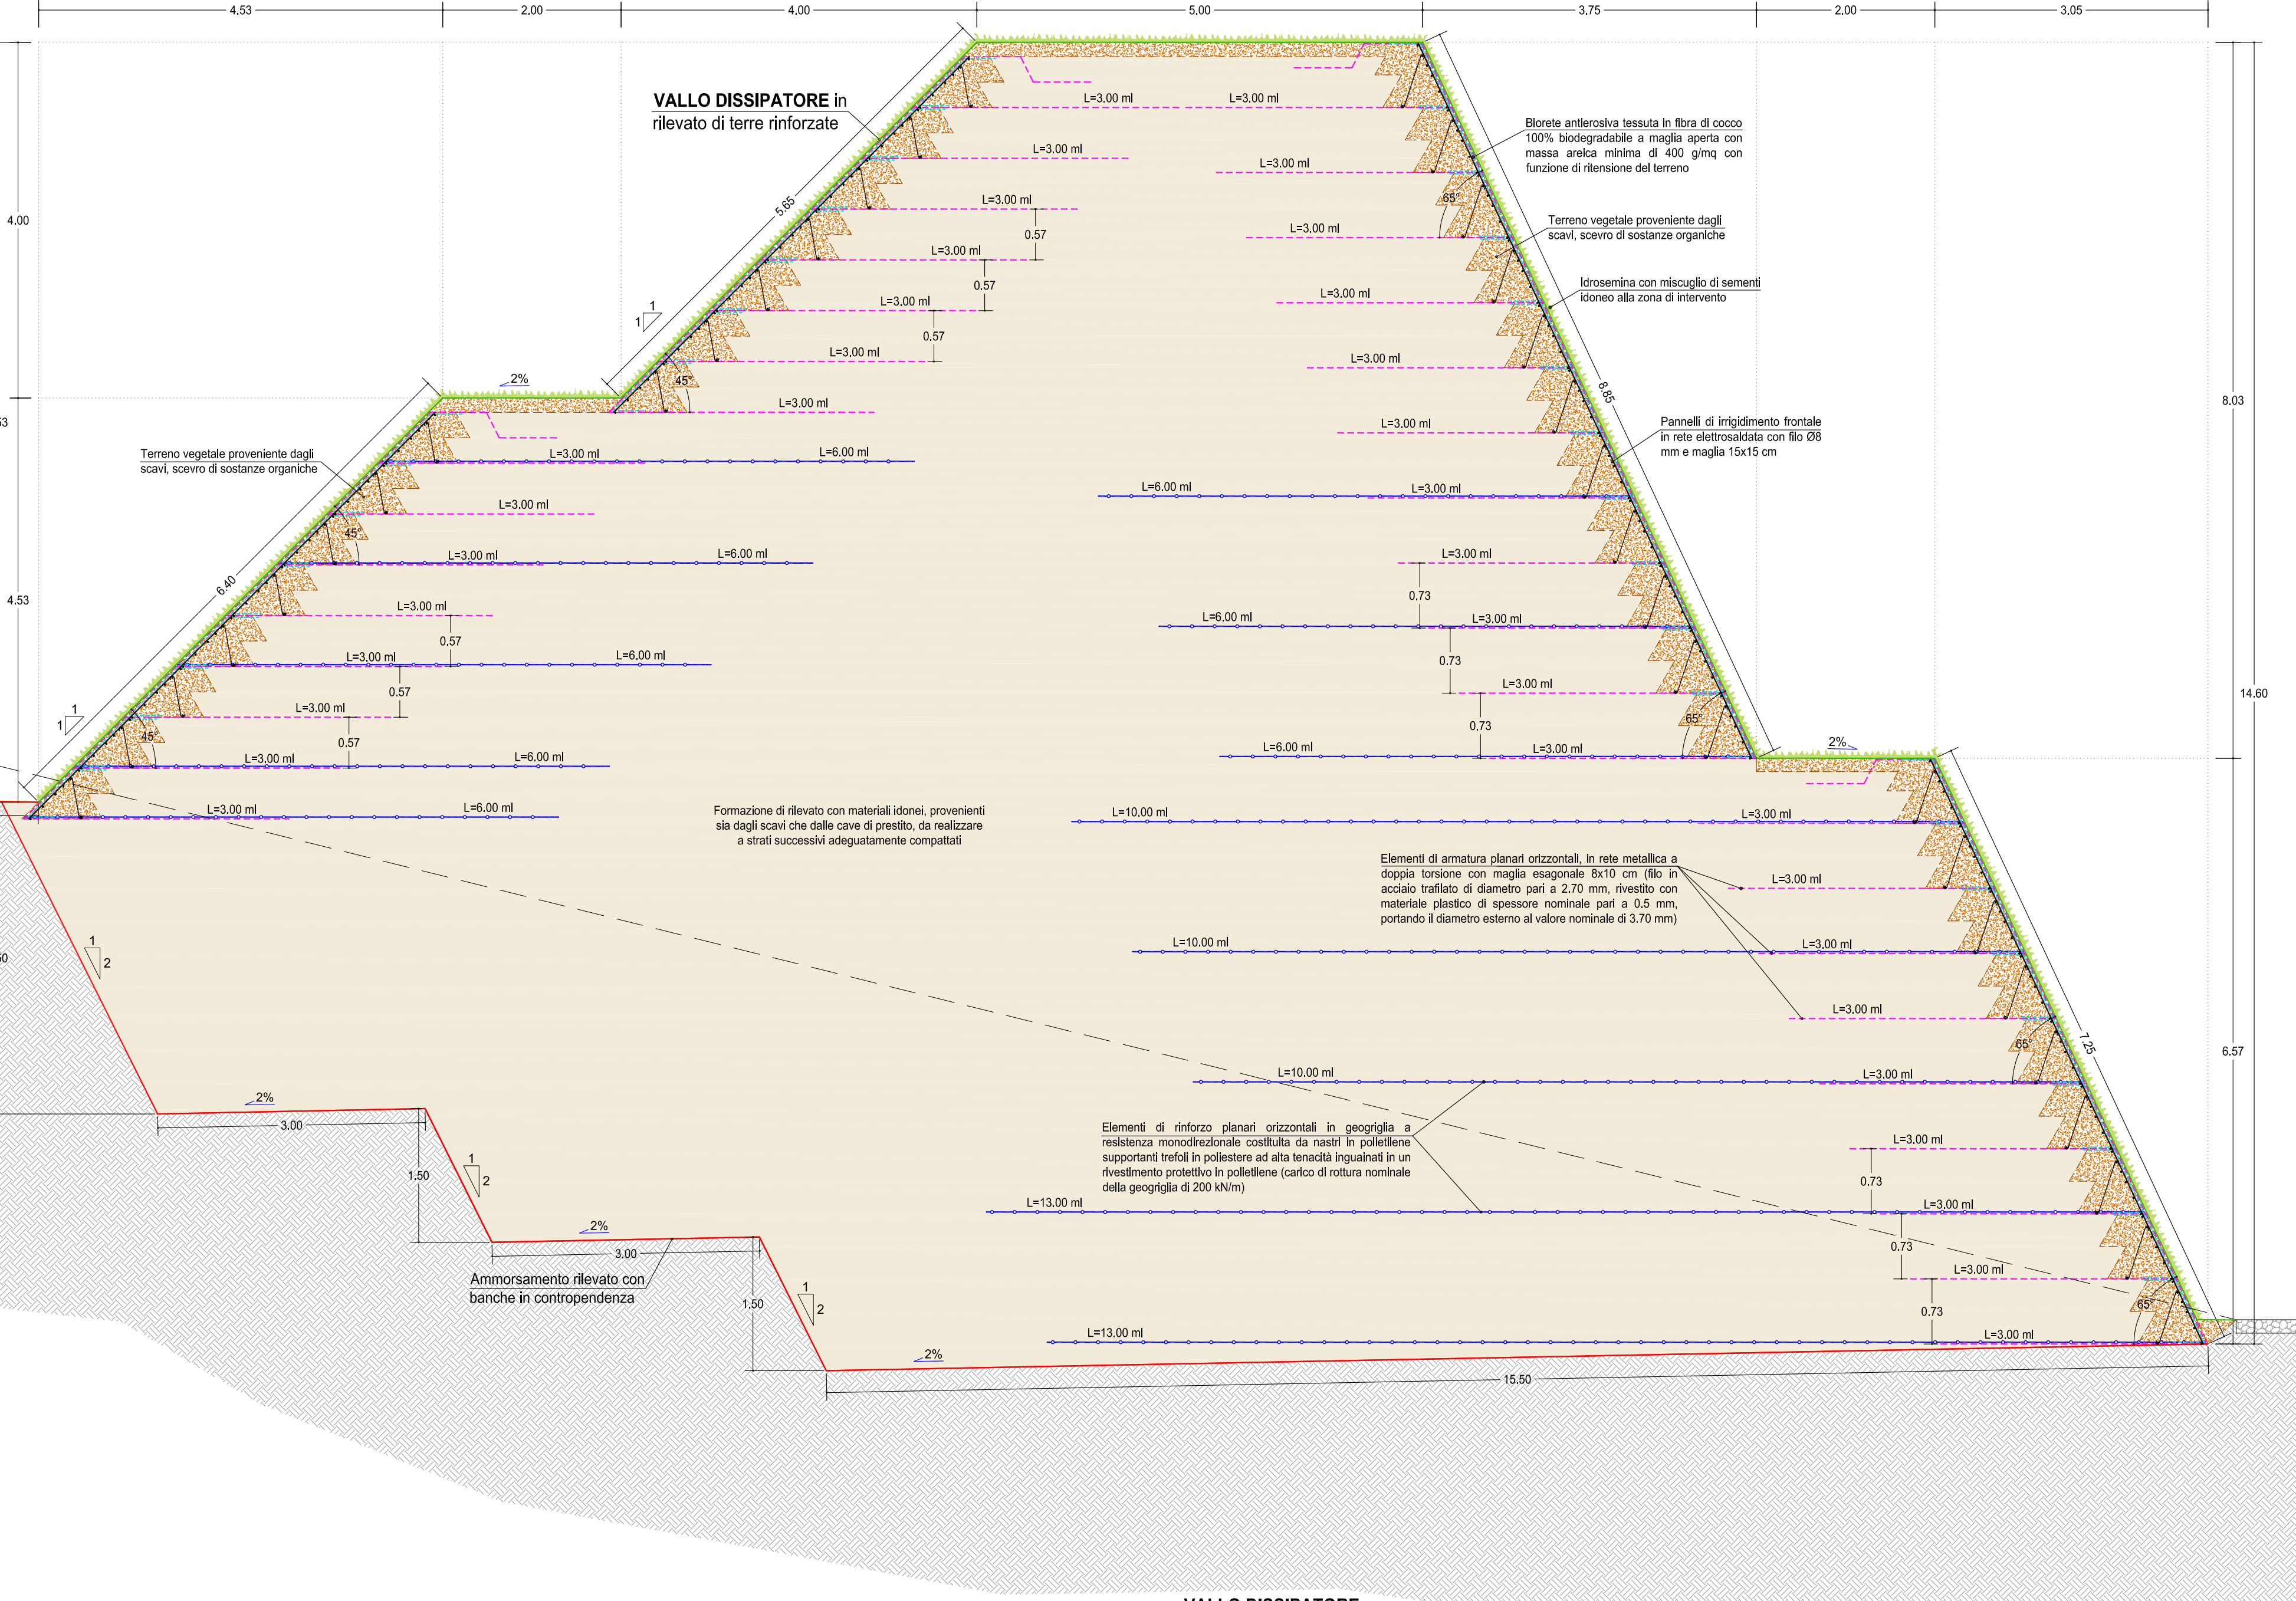 4.53
2.00
4.00
5.00
3.75
2.00
3.05
VALLO DISSIPATORE in
rilevato di terre rinforzate
L=3.00 ml
L=3.00 ml
Biorete antierosiva tessuta in fibra di cocco
100% biodegradabile a maglia aperta con
massa areica minima di 400 g/mq con
funzione di ritensione del terreno
L=3.00 ml
L=3.00 ml
65°
5.65
L=3.00 ml
4.00
0.57
L=3.00 ml
Terreno vegetale proveniente dagli
scavi, scevro di sostanze organiche
L=3.00 ml
0.57
Idrosemina con miscuglio di sementi
idoneo alla zona di intervento
L=3.00 ml
L=3.00 ml
1
1
0.57
L=3.00 ml
L=3.00 ml
45°
2%
8.85
8.03
L=3.00 ml
L=3.00 ml
Pannelli di irrigidimento frontale
in rete elettrosaldata con filo Ø8
mm e maglia 15x15 cm
Terreno vegetale proveniente dagli
scavi, scevro di sostanze organiche
L=3.00 ml
L=6.00 ml
L=6.00 ml
L=3.00 ml
L=3.00 ml
45°
L=3.00 ml
L=6.00 ml
L=3.00 ml
6.40
4.53
0.73
L=3.00 ml
0.57
L=6.00 ml
L=3.00 ml
L=3.00 ml
L=6.00 ml
0.73
0.57
L=3.00 ml
14.60
L=3.00 ml
1
1
65°
0.73
45°
0.57
2%
L=3.00 ml
L=6.00 ml
L=6.00 ml
L=3.00 ml
L=3.00 ml
L=6.00 ml
Formazione di rilevato con materiali idonei, provenienti
sia dagli scavi che dalle cave di prestito, da realizzare
a strati successivi adeguatamente compattati
L=10.00 ml
L=3.00 ml
Elementi di armatura planari orizzontali, in rete metallica a
doppia torsione con maglia esagonale 8x10 cm (filo in
acciaio trafilato di diametro pari a 2.70 mm, rivestito con
materiale plastico di spessore nominale pari a 0.5 mm,
portando il diametro esterno al valore nominale di 3.70 mm)
L=3.00 ml
1
2
L=10.00 ml
L=3.00 ml
L=3.00 ml
65°
7.25
6.57
L=10.00 ml
L=3.00 ml
2%
3.00
Elementi di rinforzo planari orizzontali in geogriglia a
resistenza monodirezionale costituita da nastri in polietilene
supportanti trefoli in poliestere ad alta tenacità inguainati in un
rivestimento protettivo in polietilene (carico di rottura nominale
della geogriglia di 200 kN/m)
L=3.00 ml
1.50
1
2
0.73
L=13.00 ml
L=3.00 ml
2%
3.00
0.73
L=3.00 ml
Ammorsamento rilevato con
banche in contropendenza
1.50
1
2
65°
0.73
L=13.00 ml
L=3.00 ml
2%
15.50